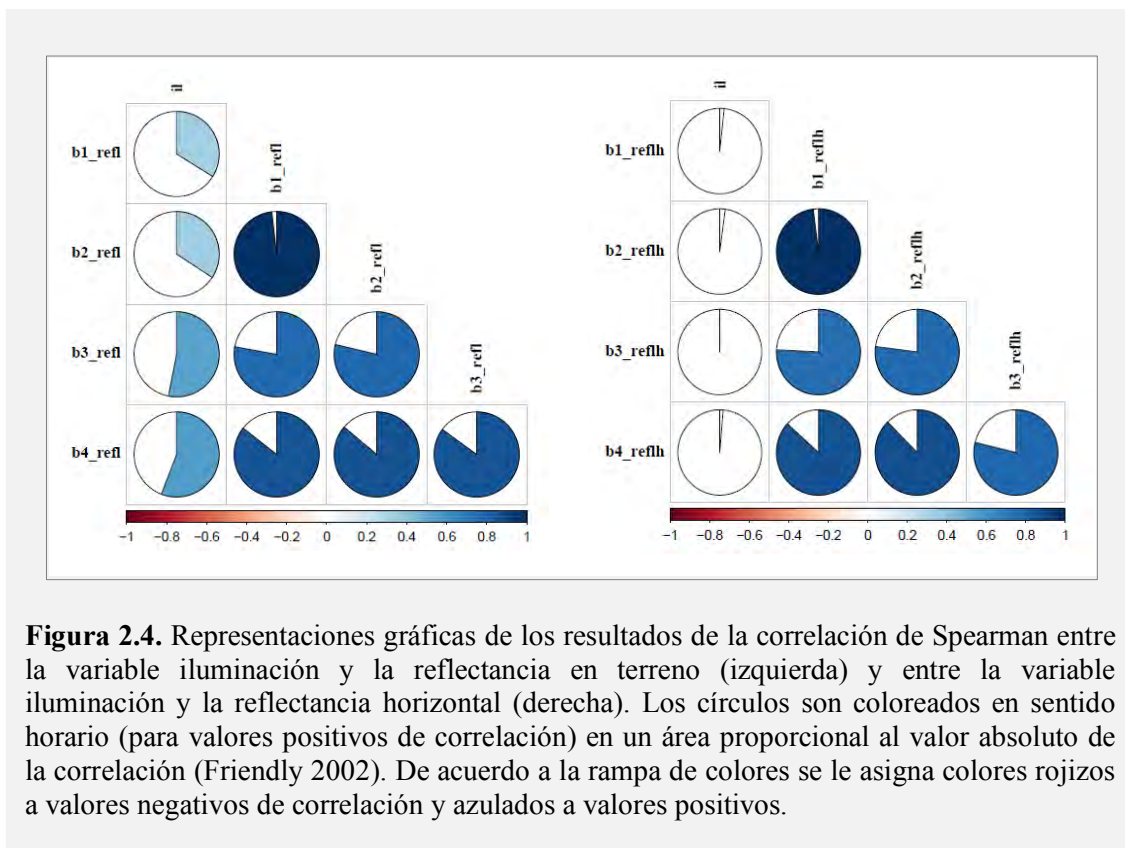 il
b1_refl
b1_refl
b2_refl
b2_refl
b3_refl
b3_refl
b4_refl
−1 −0.8 −0.6 −0.4 −0.2 0 0.2 0.4 0.6 0.8 1
il
b1_reflh
b1_reflh
b2_reflh
b2_reflh
b3_reflh
b3_reflh
b4_reflh
−1 −0.8 −0.6 −0.4 −0.2 0 0.2 0.4 0.6 0.8 1
Figura 2.4. Representaciones gráficas de los resultados de la correlación de Spearman entre
la variable iluminación y la reflectancia en terreno (izquierda) y entre la variable
iluminación y la reflectancia horizontal (derecha). Los círculos son coloreados en sentido
horario (para valores positivos de correlación) en un área proporcional al valor absoluto de
la correlación (Friendly 2002). De acuerdo a la rampa de colores se le asigna colores rojizos
a valores negativos de correlación y azulados a valores positivos.